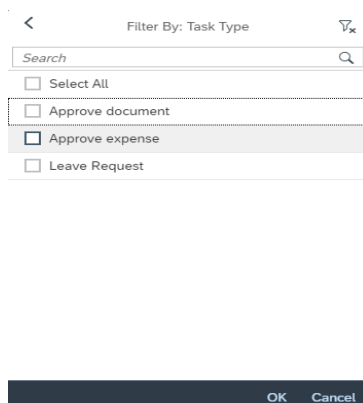 Filter By: Task Type
Search
Select All
Approve document
Approve expense
Leave Request
OK Cancel